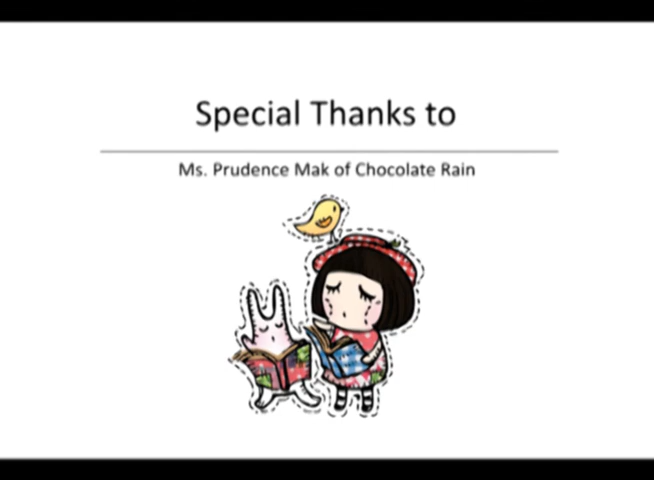 Special Thanks to
Ms. Prudence Mak of Chocolate Rain